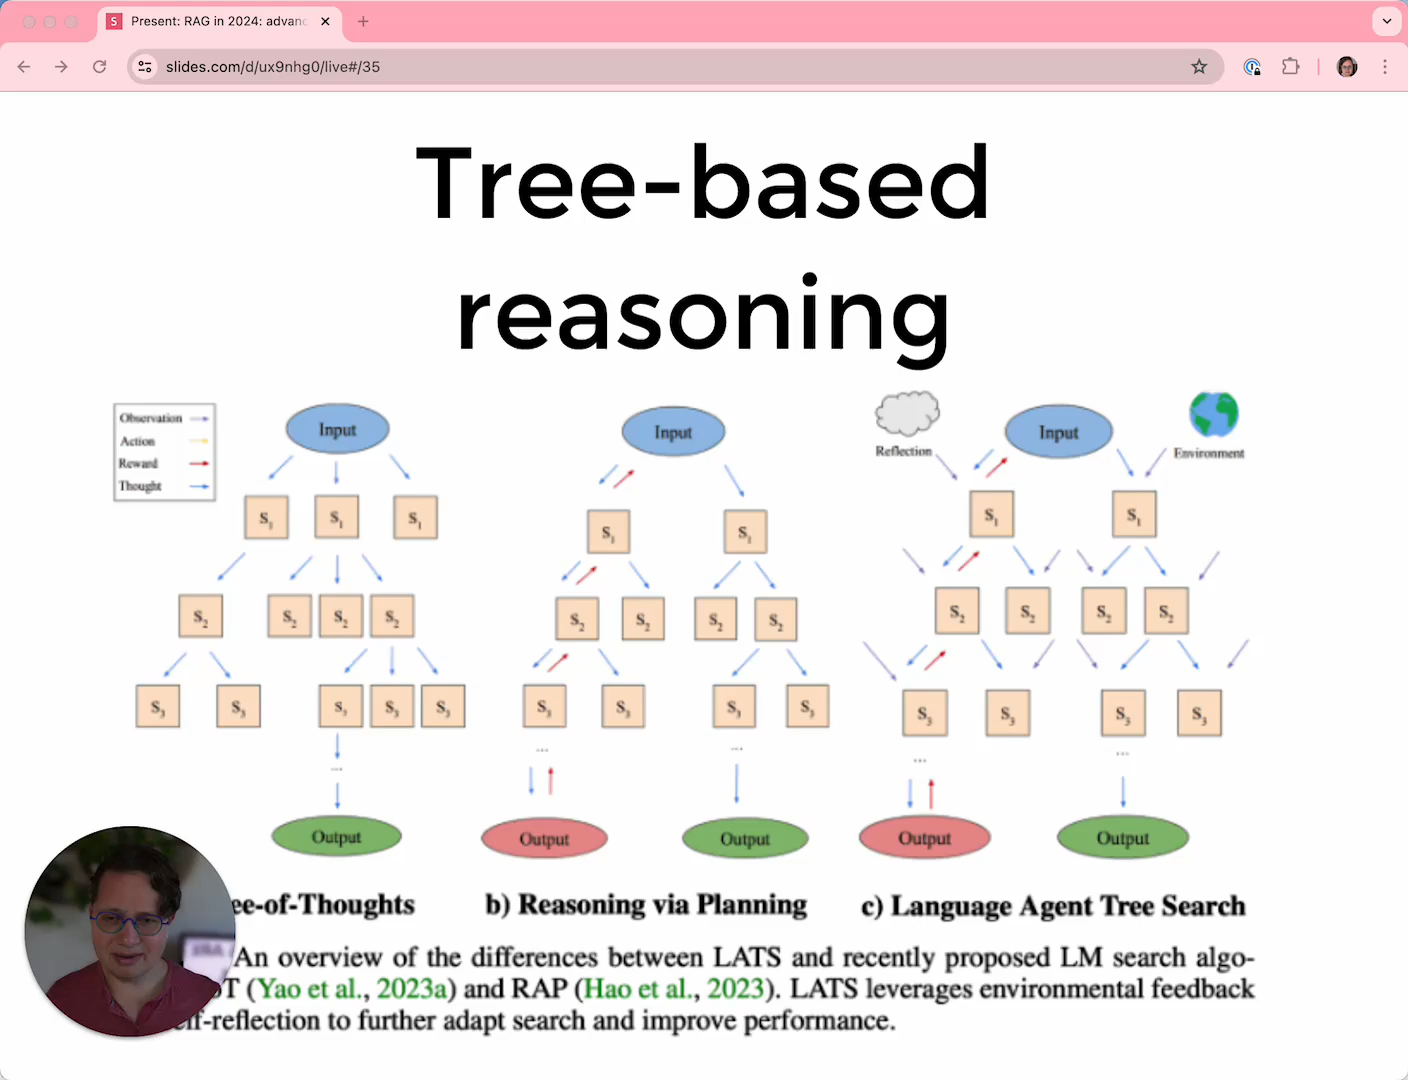 Present: RAG in 2024: advanc
slides.com/d/ux9nhg0/live#/35
Tree-based
reasoning
Observation
Action
Reward
Thought
Input
Input
Reflection
Input
Environment
S1 S1 S1
S1 S1
S1 S1
S2 S2 S2 S2
S2 S2 S2 S2
S2 S2 S2 S2
S3 S3 S3 S3 S3
S3 S3 S3 S3
S3 S3 S3 S3
... ... ... ... ...
Output Output Output Output Output
ee-of-Thoughts
b) Reasoning via Planning
c) Language Agent Tree Search
An overview of the differences between LATS and recently proposed LM search algo-
T (Yao et al., 2023a) and RAP (Hao et al., 2023). LATS leverages environmental feedback
lf-reflection to further adapt search and improve performance.